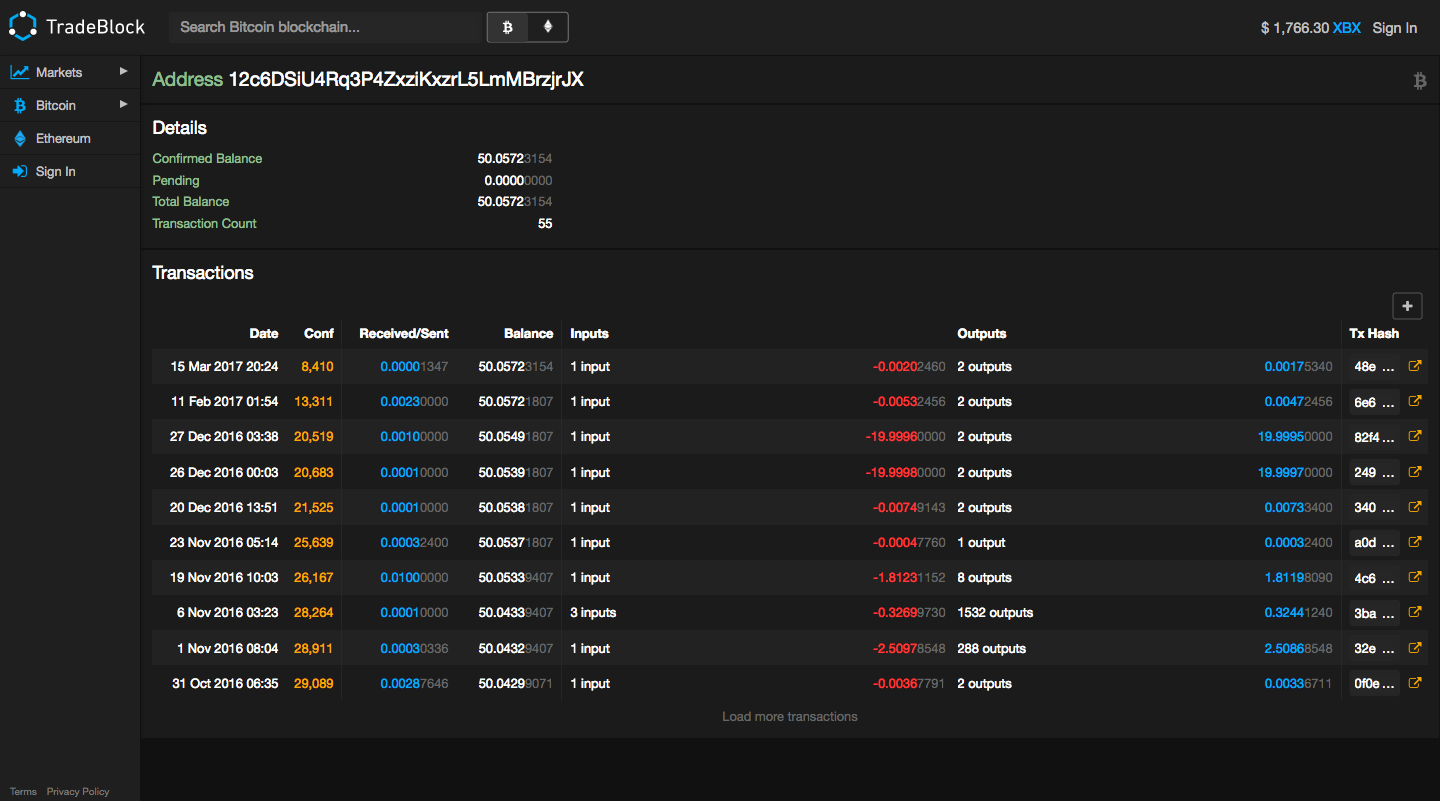 TradeBlock Search Bitcoin blockchain... $ 1,766.30 XBX Sign In
Markets
Bitcoin
Ethereum
Sign In
Address 12c6DSiU4Rq3P4ZxziKxzrL5LmMBrzjrJX
Details
Confirmed Balance 50.05723154
Pending 0.00000000
Total Balance 50.05723154
Transaction Count 55
Transactions
+
Date Conf Received/Sent Balance Inputs Outputs Tx Hash
15 Mar 2017 20:24 8,410 0.00001347 50.05723154 1 input -0.00202460 2 outputs 0.00175340 48e ...
11 Feb 2017 01:54 13,311 0.00230000 50.05721807 1 input -0.00532456 2 outputs 0.00472456 6e6 ...
27 Dec 2016 03:38 20,519 0.00100000 50.05491807 1 input -19.99960000 2 outputs 19.99950000 82f4 ...
26 Dec 2016 00:03 20,683 0.00010000 50.05391807 1 input -19.99980000 2 outputs 19.99970000 249 ...
20 Dec 2016 13:51 21,525 0.00010000 50.05381807 1 input -0.00749143 2 outputs 0.00733400 340 ...
23 Nov 2016 05:14 25,639 0.00032400 50.05371807 1 input -0.00047760 1 output 0.00032400 a0d ...
19 Nov 2016 10:03 26,167 0.01000000 50.05339407 1 input -1.81231152 8 outputs 1.81198090 4c6 ...
6 Nov 2016 03:23 28,264 0.00010000 50.04339407 3 inputs -0.32699730 1532 outputs 0.32441240 3ba ...
1 Nov 2016 08:04 28,911 0.00030336 50.04329407 1 input -2.50978548 288 outputs 2.50868548 32e ...
31 Oct 2016 06:35 29,089 0.00287646 50.04299071 1 input -0.00367791 2 outputs 0.00336711 0f0e ...
Load more transactions
Terms Privacy Policy